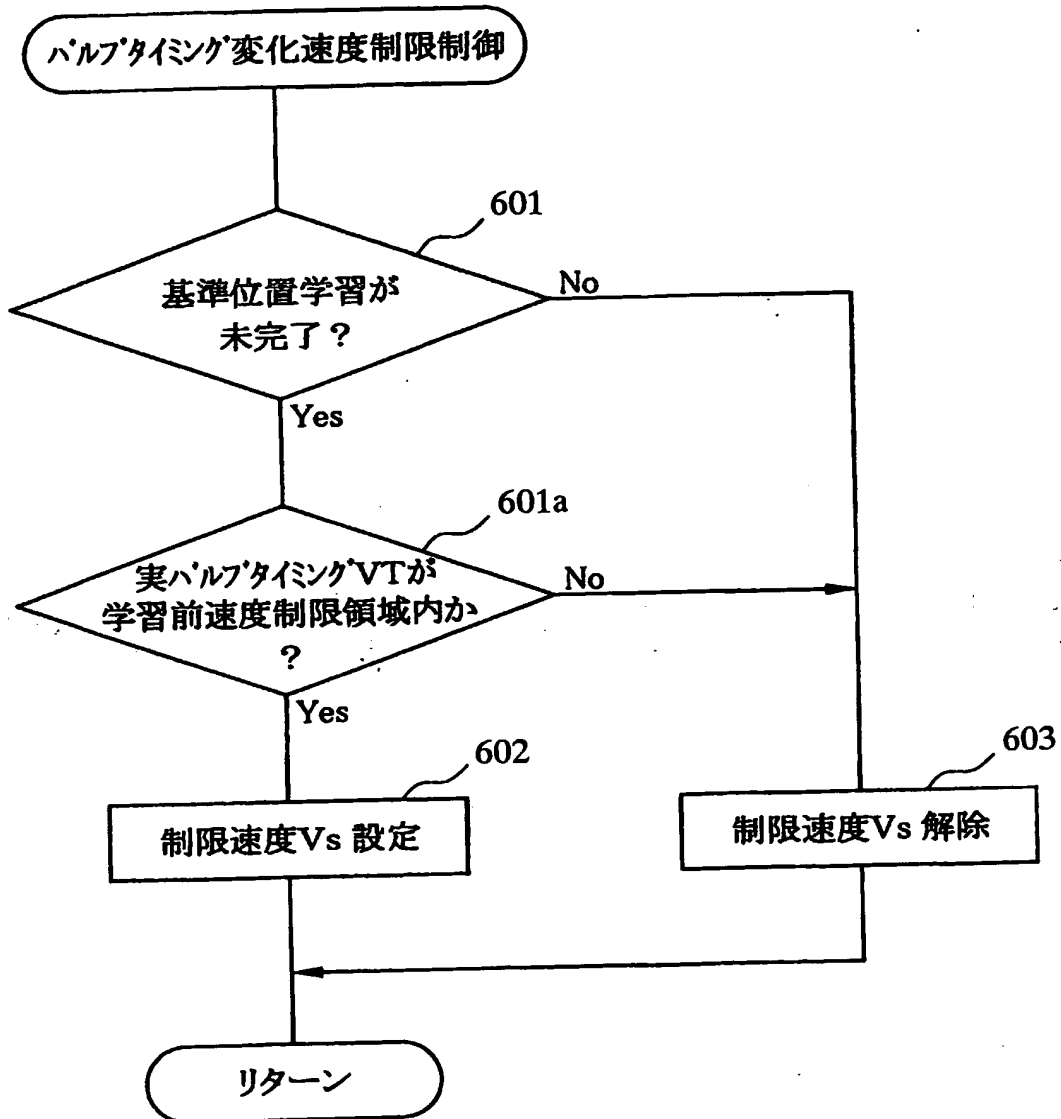 バルブタイミング変化速度制限制御
601
基準位置学習が
未完了？
No
Yes
601a
実バルブタイミングVTが
学習前速度制限領域内か
？
No
Yes
602
603
制限速度Vs 設定
制限速度Vs 解除
リターン